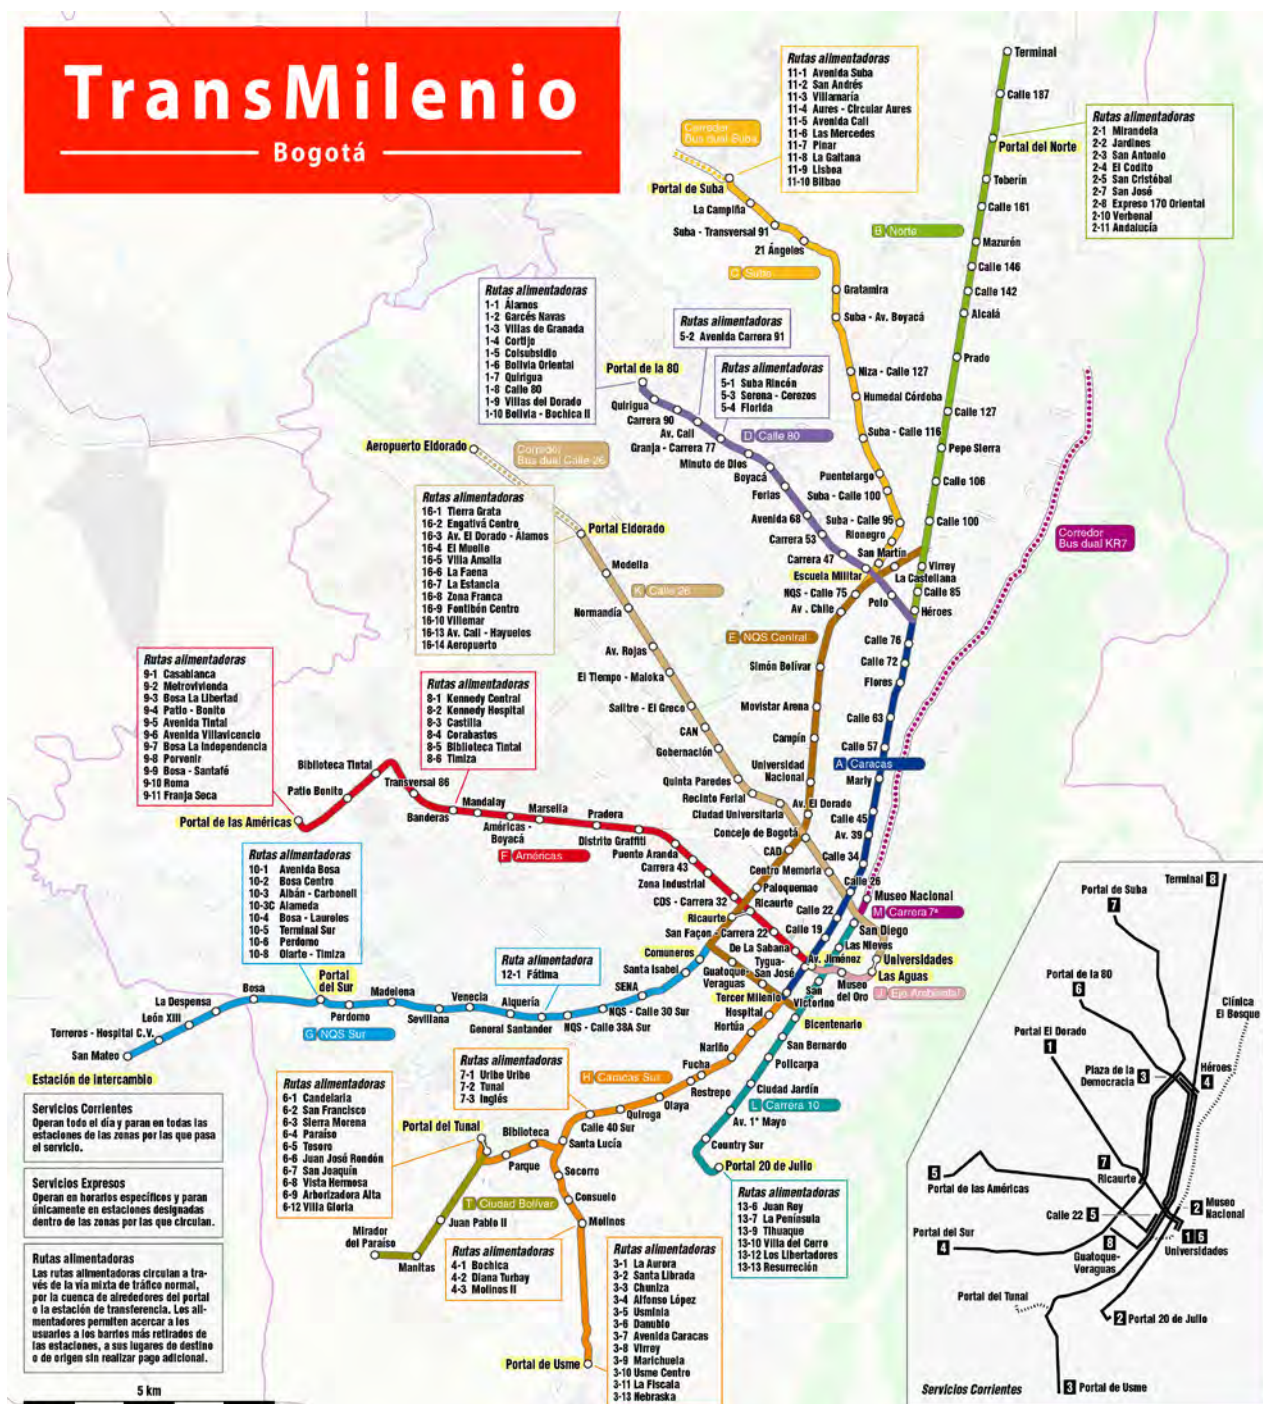 TransMilenio
Bogotá
Rutas alimentadoras
11-1 Avenida Suba
11-2 San Andrés
11-3 Villamaría
11-4 Aures - Circular Aures
11-5 Avenida Cali
11-6 Las Mercedes
11-7 Pinar
11-8 La Gaitana
11-9 Lisboa
11-10 Bilbao
Corredor
Bus dual Suba
Terminal
Calle 187
Portal del Norte
Toberín
Calle 161
Mazurén
Calle 146
Calle 142
Alcalá
Prado
Calle 127
Pepe Sierra
Calle 106
Calle 100
Virrey
Calle 85
Héroes
B Norte
Rutas alimentadoras
2-1 Mirandela
2-2 Jardines
2-3 San Antonio
2-4 El Codito
2-5 San Cristóbal
2-7 San José
2-8 Expreso 170 Oriental
2-10 Verbenal
2-11 Andalucía
Portal de Suba
La Campiña
Suba - Transversal 91
21 Ángeles
C Suba
Gratamira
Suba - Av. Boyacá
Niza - Calle 127
Humedal Córdoba
Suba - Calle 116
Puentelargo
Suba - Calle 100
Suba - Calle 95
Rionegro
San Martín
La Castellana
Rutas alimentadoras
1-1 Álamos
1-2 Garcés Navas
1-3 Villas de Granada
1-4 Cortijo
1-5 Colsubsidio
1-6 Bolivia Oriental
1-7 Quirigua
1-8 Calle 80
1-9 Villas del Dorado
1-10 Bolivia - Bochica II
Rutas alimentadoras
5-2 Avenida Carrera 91
Rutas alimentadoras
5-1 Suba Rincón
5-3 Serena - Cerezos
5-4 Florida
Portal de la 80
Quirigua
Carrera 90
Av. Cali
Granja - Carrera 77
Minuto de Dios
Boyacá
Ferias
Avenida 68
Carrera 53
Carrera 47
Escuela Militar
Polo
D Calle 80
Aeropuerto Eldorado
Corredor
Bus dual Calle 26
Rutas alimentadoras
16-1 Tierra Grata
16-2 Engativá Centro
16-3 Av. El Dorado - Álamos
16-4 El Muelle
16-5 Villa Amalia
16-6 La Faena
16-7 La Estancia
16-8 Zona Franca
16-9 Fontibón Centro
16-10 Villemar
16-13 Av. Cali - Hayuelos
16-14 Aeropuerto
Portal Eldorado
Modelia
Normandía
K Calle 26
Av. Rojas
El Tiempo - Maloka
Salitre - El Greco
CAN
Gobernación
Quinta Paredes
Recinto Ferial
Ciudad Universitaria
Concejo de Bogotá
Centro Memoria
Corredor
Bus dual KR7
NQS - Calle 75
Av . Chile
E NQS Central
Simón Bolívar
Movistar Arena
Campín
Universidad
Nacional
Av. El Dorado
CAD
Paloquemao
Ricaurte
Ricaurte
Calle 76
Calle 72
Flores
Calle 63
Calle 57
A Caracas
Marly
Calle 45
Av. 39
Calle 34
Calle 26
Calle 22
Calle 19
Av. Jiménez
Tercer Milenio
Museo Nacional
M Carrera 7ª
San Diego
Las Nieves
Universidades
Las Aguas
Museo
del Oro
J Eje Ambiental
San
Victorino
Bicentenario
San Bernardo
Policarpa
Ciudad Jardín
L Carrera 10
Av. 1° Mayo
Country Sur
Portal 20 de Julio
Rutas alimentadoras
9-1 Casablanca
9-2 Metrovivienda
9-3 Bosa La Libertad
9-4 Patio - Bonito
9-5 Avenida Tintal
9-6 Avenida Villavicencio
9-7 Bosa La Independencia
9-8 Porvenir
9-9 Bosa - Santafé
9-10 Roma
9-11 Franja Seca
Rutas alimentadoras
8-1 Kennedy Central
8-2 Kennedy Hospital
8-3 Castilla
8-4 Corabastos
8-5 Biblioteca Tintal
8-6 Timiza
Portal de las Américas
Patio Bonito
Biblioteca Tintal
Transversal 86
Banderas
Mandalay
Américas -
Boyacá
Marsella
Pradera
Distrito Graffiti
Puente Aranda
Carrera 43
Zona Industrial
CDS - Carrera 32
San Façon - Carrera 22
De La Sabana
F Américas
Rutas alimentadoras
10-1 Avenida Bosa
10-2 Bosa Centro
10-3 Albán - Carbonell
10-3C Alameda
10-4 Bosa - Laureles
10-5 Terminal Sur
10-6 Perdomo
10-8 Olarte - Timiza
Rutas alimentadora
12-1 Fátima
San Mateo
Terreros - Hospital C.V.
León XIII
La Despensa
Bosa
Portal
del Sur
Perdomo
Madelena
Sevillana
Venecia
General Santander
Alquería
NQS - Calle 38A Sur
NQS - Calle 30 Sur
SENA
Santa Isabel
Comuneros
Guatoque-
Veraguas
Tygua-
San José
G NQS Sur
Hospital
Hortúa
Nariño
Fucha
Restrepo
Olaya
Quiroga
Calle 40 Sur
Santa Lucía
Socorro
Consuelo
Molinos
Portal de Usme
H Caracas Sur
Biblioteca
Parque
Portal del Tunal
T Ciudad Bolívar
Juan Pablo II
Manitas
Mirador
del Paraíso
Rutas alimentadoras
7-1 Uribe Uribe
7-2 Tunal
7-3 Inglés
Rutas alimentadoras
6-1 Candelaria
6-2 San Francisco
6-3 Sierra Morena
6-4 Paraíso
6-5 Tesoro
6-6 Juan José Rondón
6-7 San Joaquín
6-8 Vista Hermosa
6-9 Arborizadora Alta
6-12 Villa Gloria
Rutas alimentadoras
4-1 Bochica
4-2 Diana Turbay
4-3 Molinos II
Rutas alimentadoras
3-1 La Aurora
3-2 Santa Librada
3-3 Chuniza
3-4 Alfonso López
3-5 Usminia
3-6 Danubio
3-7 Avenida Caracas
3-8 Virrey
3-9 Marichuela
3-10 Usme Centro
3-11 La Fiscala
3-13 Nebraska
Rutas alimentadoras
13-6 Juan Rey
13-7 La Península
13-9 Tihuaque
13-10 Villa del Cerro
13-12 Los Libertadores
13-13 Resurreción
Estación de intercambio
Servicios Corrientes
Operan todo el día y paran en todas las
estaciones de las zonas por las que pasa
el servicio.
Servicios Expresos
Operan en horarios específicos y paran
únicamente en estaciones designadas
dentro de las zonas por las que circulan.
Rutas alimentadoras
Las rutas alimentadoras circulan a tra-
vés de la vía mixta de tráfico normal,
por la cuenca de alrededores del portal
o la estación de transferencia. Los ali-
mentadores permiten acercar a los
usuarios a los barrios más retirados de
las estaciones, a sus lugares de destino
o de origen sin realizar pago adicional.
5 km
Terminal 8
Portal de Suba
7
Portal de la 80
6
Portal El Dorado
1
Clínica
El Bosque
Plaza de la
Democracia
3
Héroes
4
7
Ricaurte
5
Portal de las Américas
Calle 22 5
2 Museo
Nacional
Portal del Sur
4
8
Guatoque-
Veraguas
1 6
Universidades
Portal del Tunal
2 Portal 20 de Julio
3 Portal de Usme
Servicios Corrientes